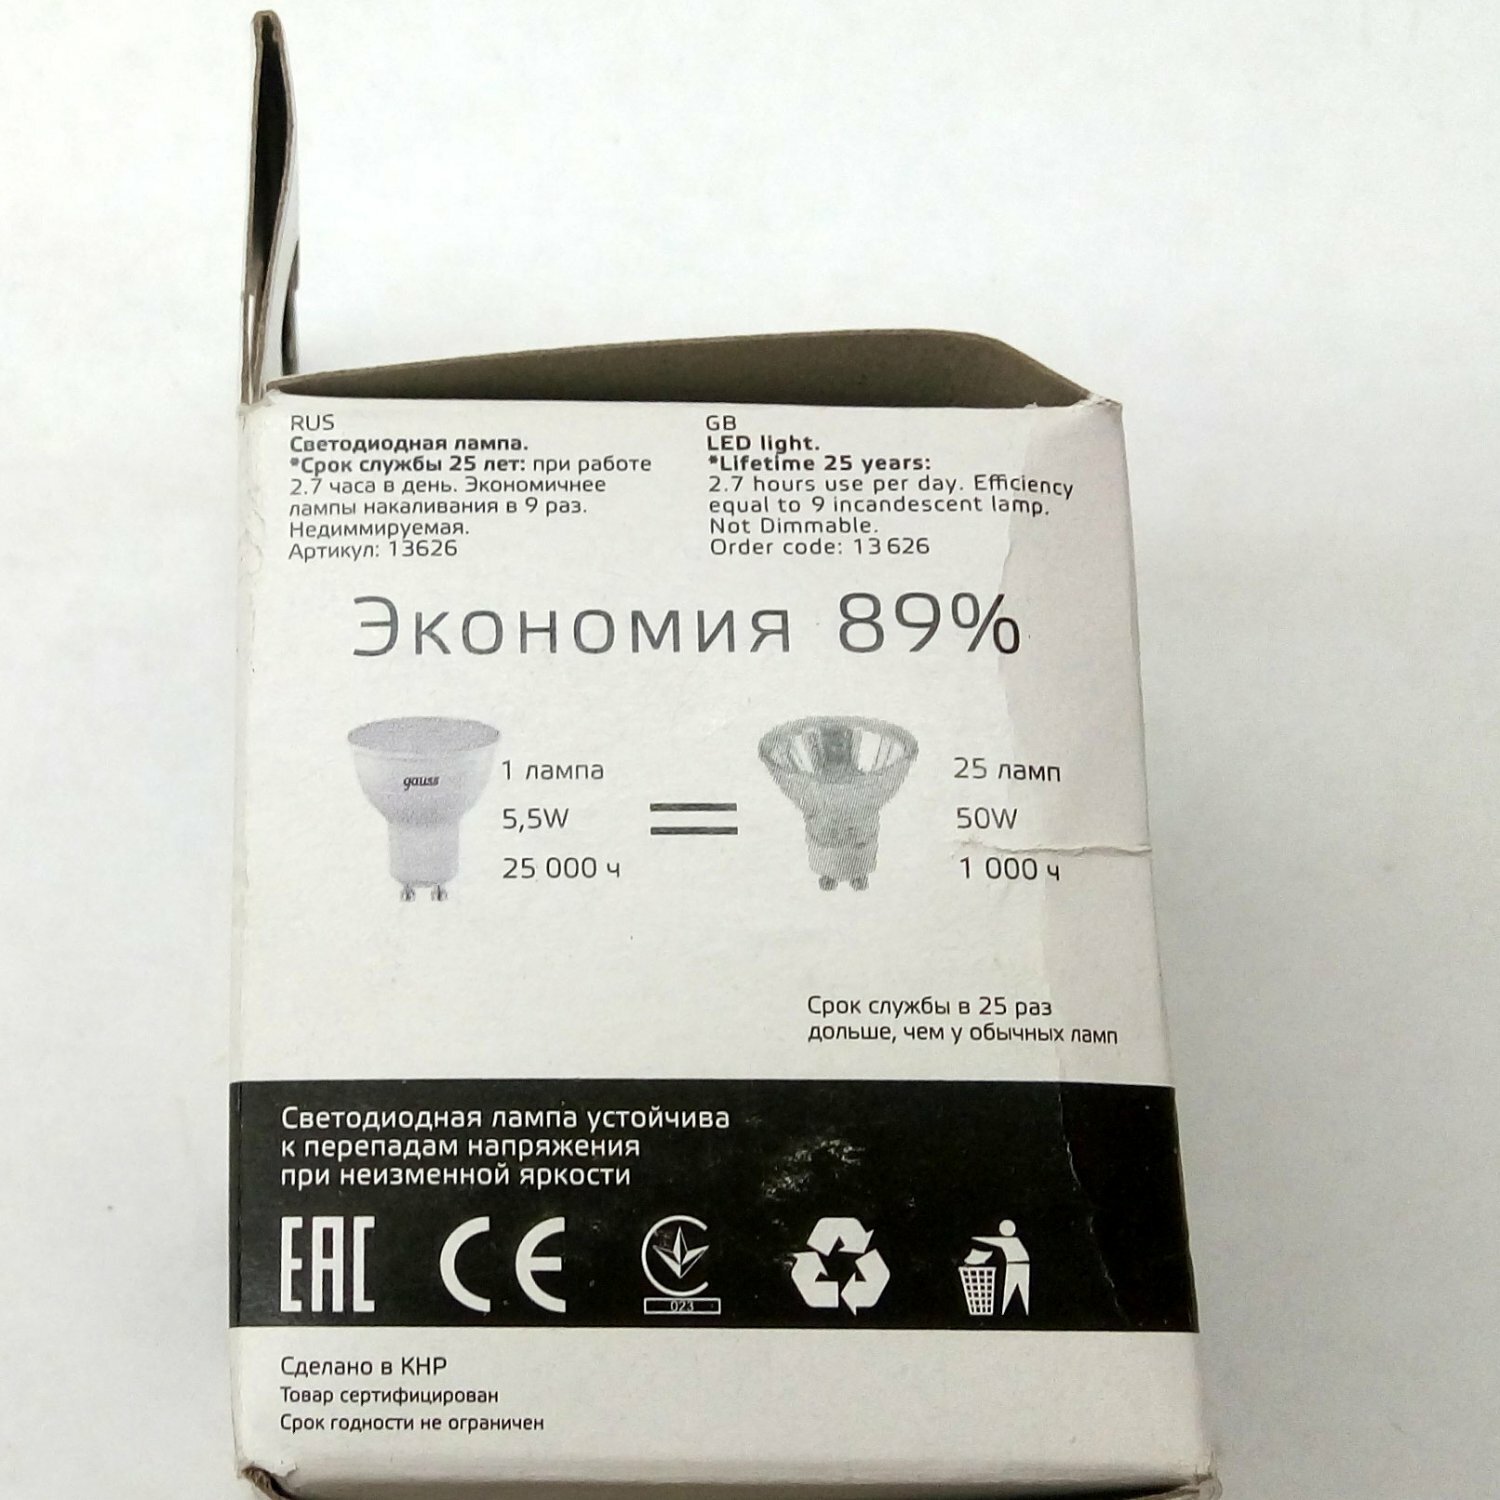 RUS
Светодиодная лампа.
*Срок службы 25 лет: при работе
2.7 часа в день. Экономичнее
лампы накаливания в 9 раз.
Недиммируемая.
Артикул: 13626
GB
LED light.
*Lifetime 25 years:
2.7 hours use per day. Efficiency
equal to 9 incandescent lamp.
Not Dimmable.
Order code: 13626
Экономия 89%
gauss
1 лампа
5,5W
25 000 ч
25 ламп
50W
1 000 ч
Срок службы в 25 раз
дольше, чем у обычных ламп
Светодиодная лампа устойчива
к перепадам напряжения
при неизменной яркости
EAC
CE
023
Сделано в КНР
Товар сертифицирован
Срок годности не ограничен